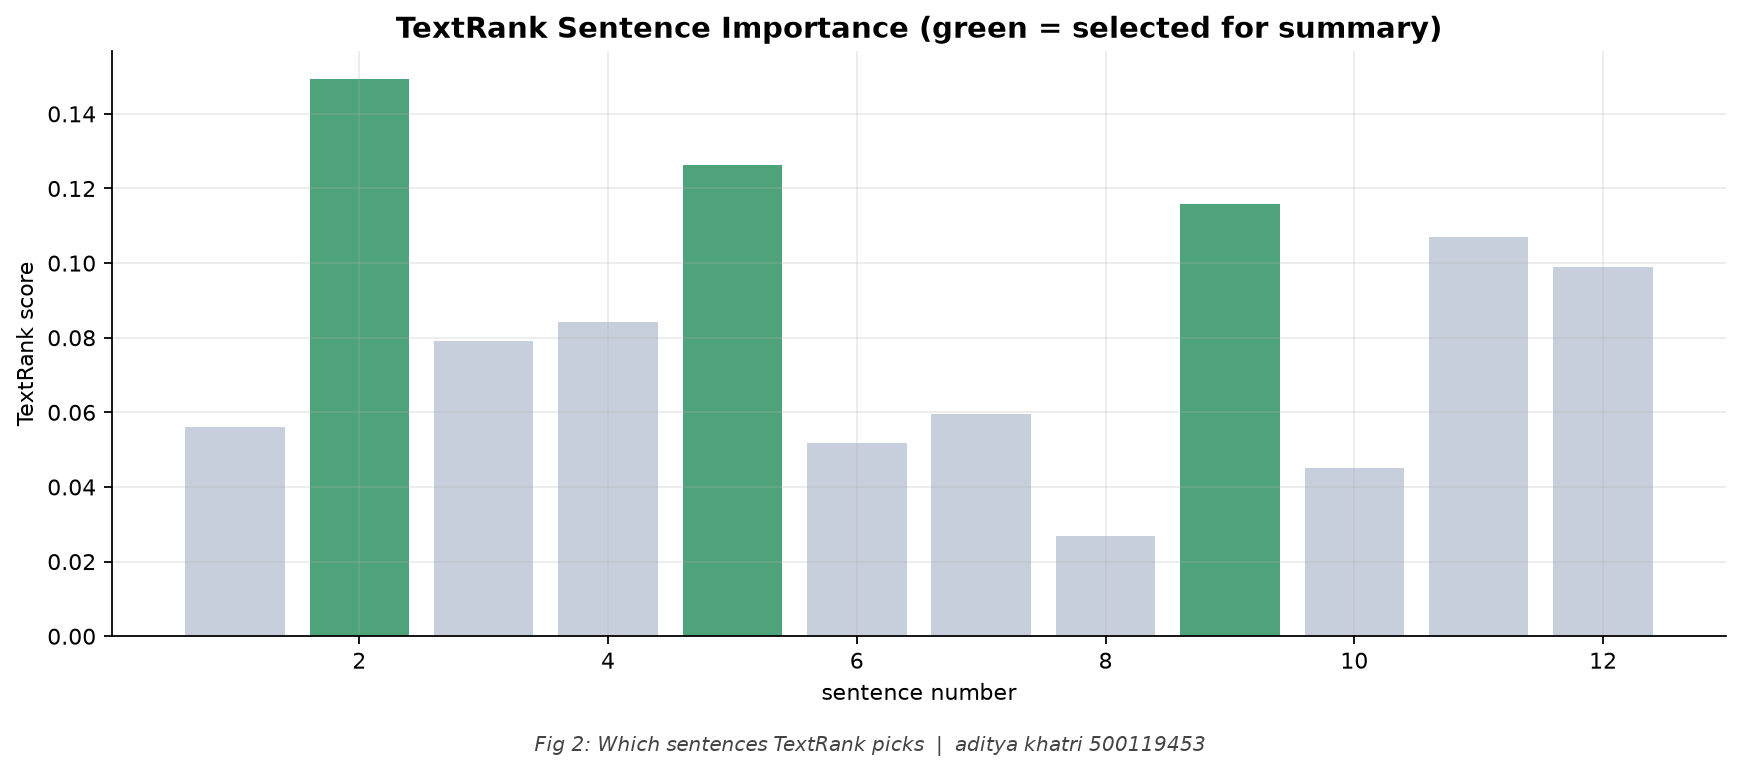 TextRank Sentence Importance (green = selected for summary)
0.14
0.12
0.10
0.08
0.06
0.04
0.02
0.00
TextRank score
2 4 6 8 10 12
sentence number
Fig 2: Which sentences TextRank picks | aditya khatri 500119453